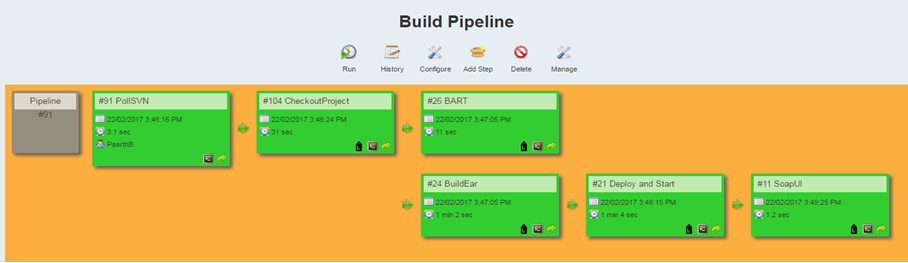 Build Pipeline
Run
History
Configure
Add Step
Delete
Manage
Pipeline
#91
#91 PollSVN
22/02/2017 3:46:16 PM
3.1 sec
PaarthB
#104 CheckoutProject
22/02/2017 3:46:24 PM
31 sec
#26 BART
22/02/2017 3:47:05 PM
11 sec
#24 BuildEar
22/02/2017 3:47:05 PM
1 min 2 sec
#21 Deploy and Start
22/02/2017 3:48:15 PM
1 min 4 sec
#11 SoapUI
22/02/2017 3:49:25 PM
1.2 sec